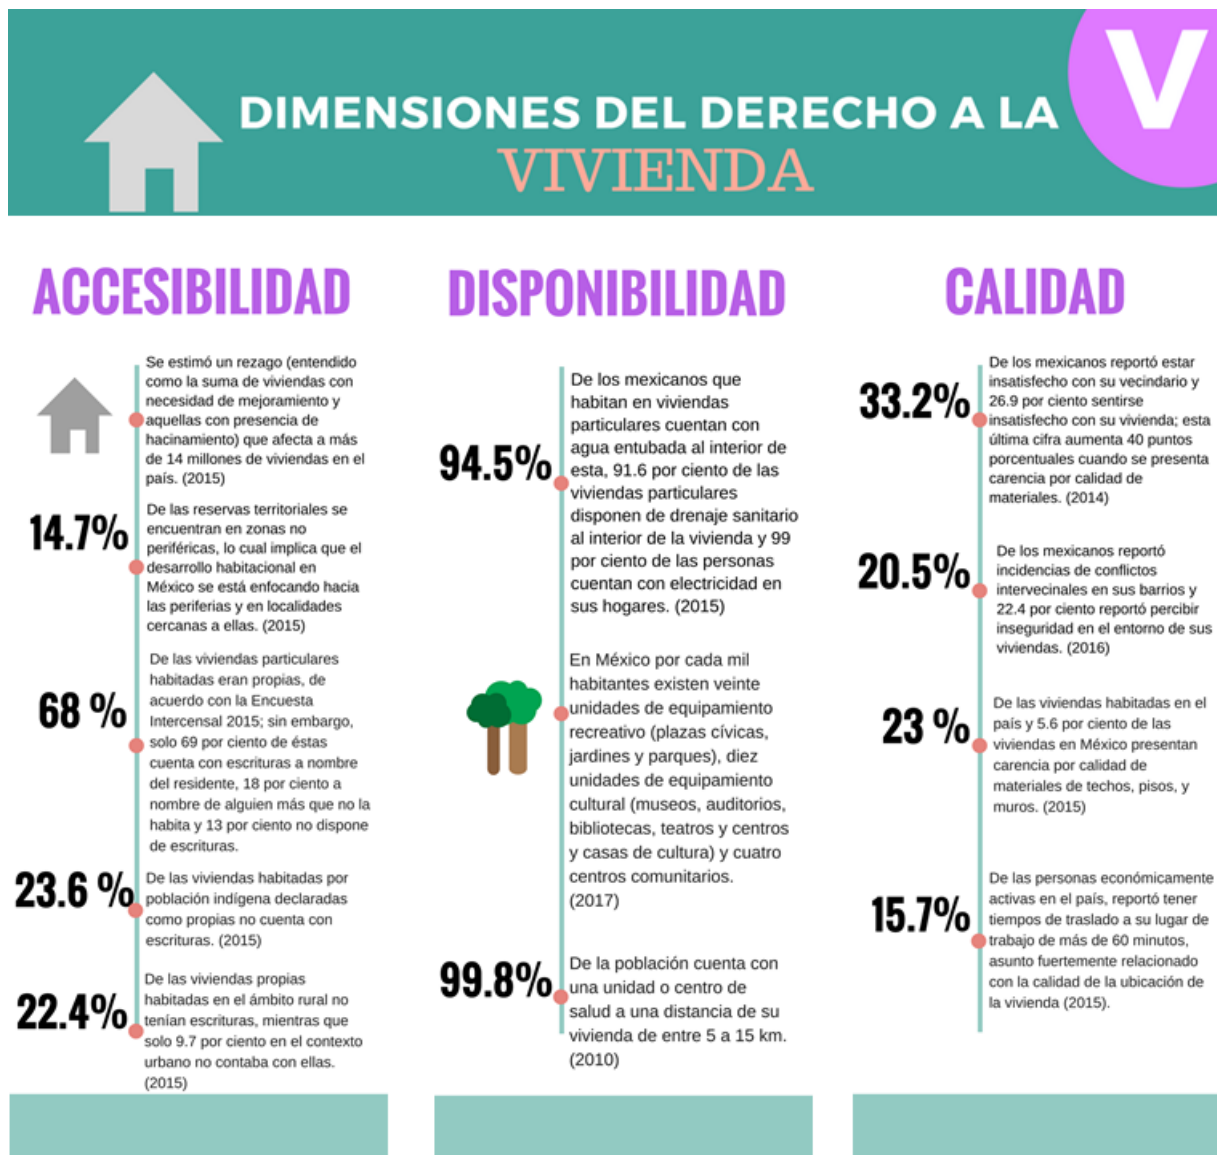 DIMENSIONES DEL DERECHO A LA
VIVIENDA
V
ACCESIBILIDAD
Se estimó un rezago (entendido
como la suma de viviendas con
necesidad de mejoramiento y
aquellas con presencia de
hacinamiento) que afecta a más
de 14 millones de viviendas en el
país. (2015)
14.7%
De las reservas territoriales se
encuentran en zonas no
periféricas, lo cual implica que el
desarrollo habitacional en
México se está enfocando hacia
las periferias y en localidades
cercanas a ellas. (2015)
68 %
De las viviendas particulares
habitadas eran propias, de
acuerdo con la Encuesta
Intercensal 2015; sin embargo,
solo 69 por ciento de éstas
cuenta con escrituras a nombre
del residente, 18 por ciento a
nombre de alguien más que no la
habita y 13 por ciento no dispone
de escrituras.
23.6 %
De las viviendas habitadas por
población indígena declaradas
como propias no cuenta con
escrituras. (2015)
22.4%
De las viviendas propias
habitadas en el ámbito rural no
tenían escrituras, mientras que
solo 9.7 por ciento en el contexto
urbano no contaba con ellas.
(2015)
DISPONIBILIDAD
94.5%
De los mexicanos que
habitan en viviendas
particulares cuentan con
agua entubada al interior de
esta, 91.6 por ciento de las
viviendas particulares
disponen de drenaje sanitario
al interior de la vivienda y 99
por ciento de las personas
cuentan con electricidad en
sus hogares. (2015)
En México por cada mil
habitantes existen veinte
unidades de equipamiento
recreativo (plazas cívicas,
jardines y parques), diez
unidades de equipamiento
cultural (museos, auditorios,
bibliotecas, teatros y centros
y casas de cultura) y cuatro
centros comunitarios.
(2017)
99.8%
De la población cuenta con
una unidad o centro de
salud a una distancia de su
vivienda de entre 5 a 15 km.
(2010)
CALIDAD
33.2%
De los mexicanos reportó estar
insatisfecho con su vecindario y
26.9 por ciento sentirse
insatisfecho con su vivienda; esta
última cifra aumenta 40 puntos
porcentuales cuando se presenta
carencia por calidad de
materiales. (2014)
20.5%
De los mexicanos reportó
incidencias de conflictos
intervecinales en sus barrios y
22.4 por ciento reportó percibir
inseguridad en el entorno de sus
viviendas. (2016)
23 %
De las viviendas habitadas en el
país y 5.6 por ciento de las
viviendas en México presentan
carencia por calidad de
materiales de techos, pisos, y
muros. (2015)
15.7%
De las personas económicamente
activas en el país, reportó tener
tiempos de traslado a su lugar de
trabajo de más de 60 minutos,
asunto fuertemente relacionado
con la calidad de la ubicación de
la vivienda (2015).